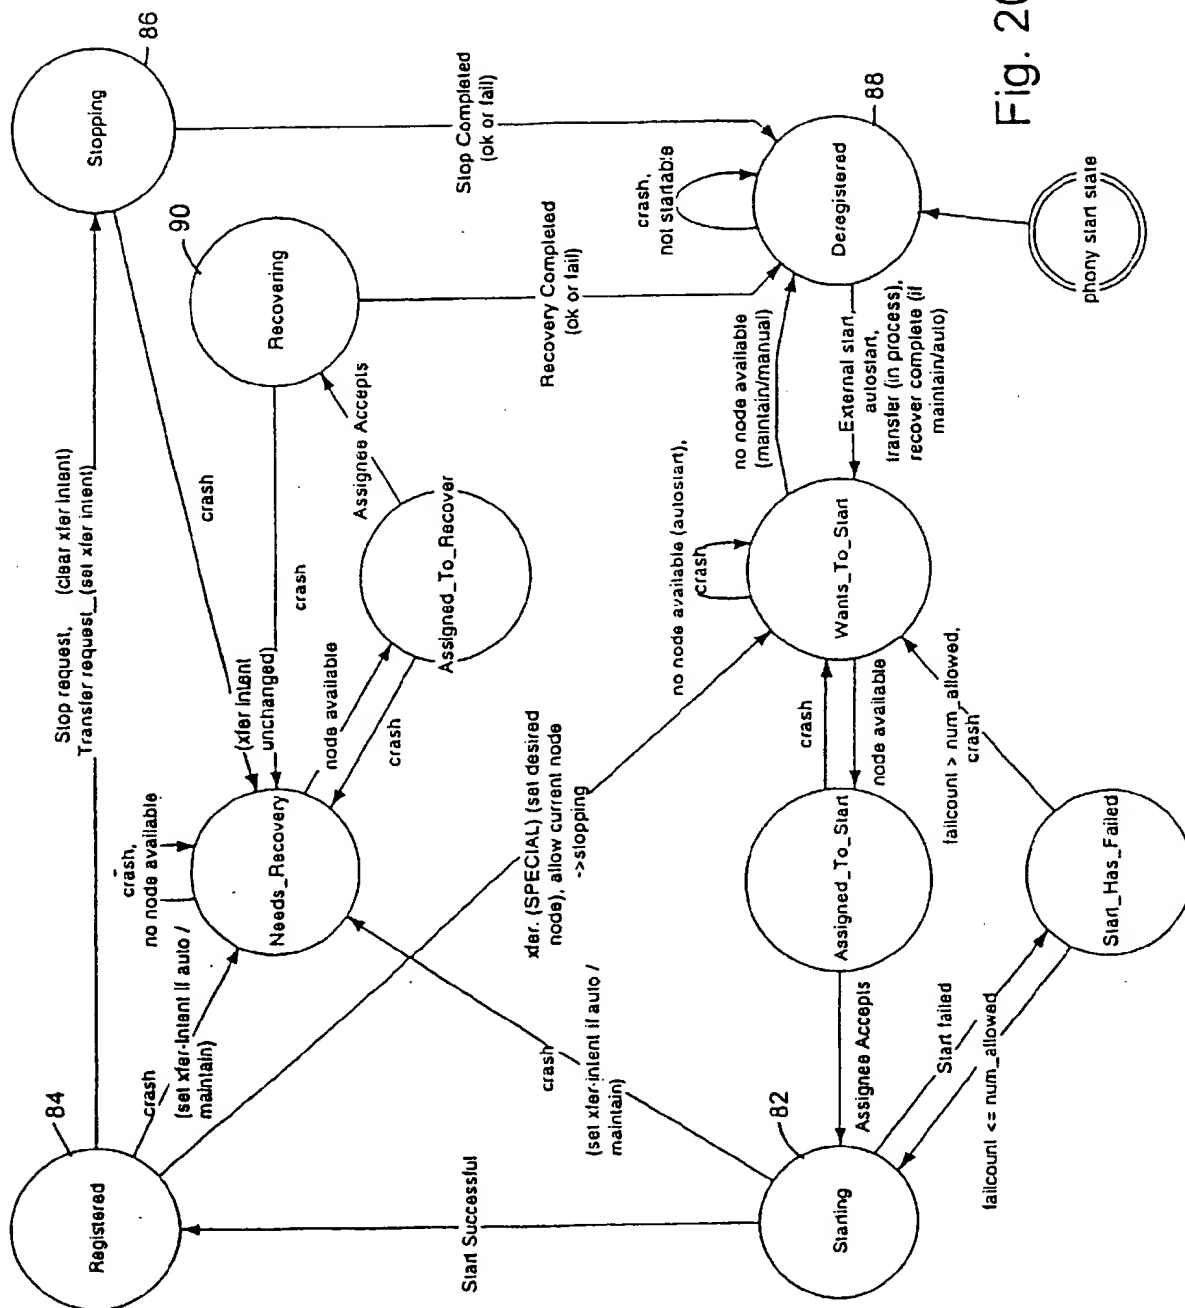 84
Registered
Stop request, (clear xfer intent)
Transfer request_(set xfer intent)
Stopping
86
crash
(set xfer-intent if auto /
maintain)
crash,
no node available
Needs_Recovery
(xfer intent
unchanged)
crash
crash
node available
crash
Assigned_To_Recover
Assignee Accepts
Recovering
90
Stop Completed
(ok or fail)
Recovery Completed
(ok or fail)
Start Successful
crash
(set xfer-intent if auto /
maintain)
xfer. (SPECIAL) (set desired
node), allow current node
->stopping
no node available (autostart),
crash
no node available
(maintain/manual)
crash,
not startable
Deregistered
88
82
Starting
Assignee Accepts
Assigned_To_Start
crash
node available
Wants_To_Start
External start,
autostart,
transfer (in process),
recover complete (if
maintain/auto)
phony start state
Start failed
failcount <= num_allowed
Start_Has_Failed
failcount > num_allowed,
crash
Fig. 20